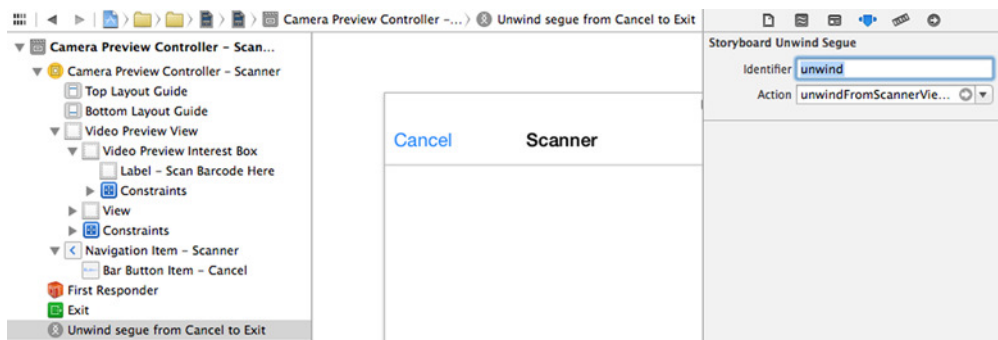 Camera Preview Controller –...
Unwind segue from Cancel to Exit
Camera Preview Controller – Scan...
Camera Preview Controller – Scanner
Top Layout Guide
Bottom Layout Guide
Video Preview View
Video Preview Interest Box
Label – Scan Barcode Here
Constraints
View
Constraints
Navigation Item – Scanner
Bar Button Item – Cancel
First Responder
Exit
Unwind segue from Cancel to Exit
Cancel
Scanner
Storyboard Unwind Segue
Identifier unwind
Action unwindFromScannerVie...